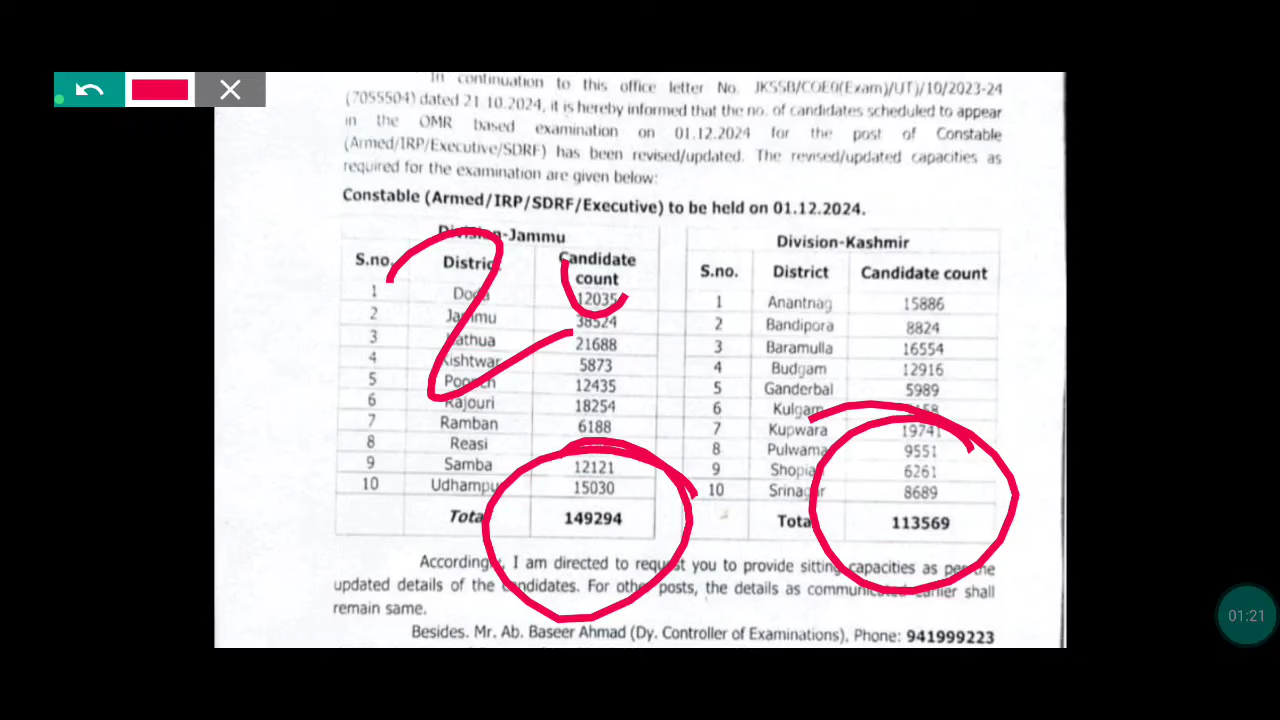 In continuation to this office letter No. JKSSB/COE0(Exam)/UT)/10/2023-24
(7055504) dated 21.10.2024, it is hereby informed that the no. of candidates scheduled to appear
in the OMR based examination on 01.12.2024 for the post of Constable
(Armed/IRP/Executive/SDRF) has been revised/updated. The revised/updated capacities as
required for the examination are given below:
Constable (Armed/IRP/SDRF/Executive) to be held on 01.12.2024.
Division-Jammu
S.no. District Candidate count
1 Doda 12035
2 Jammu 38524
3 Kathua 21688
4 Kishtwar 5873
5 Poonch 12435
6 Rajouri 18254
7 Ramban 6188
8 Reasi
9 Samba 12121
10 Udhampur 15030
Total 149294
Division-Kashmir
S.no. District Candidate count
1 Anantnag 15886
2 Bandipora 8824
3 Baramulla 16554
4 Budgam 12916
5 Ganderbal 5989
6 Kulgam
7 Kupwara 19741
8 Pulwama 9551
9 Shopian 6261
10 Srinagar 8689
Total 113569
Accordingly, I am directed to request you to provide sitting capacities as per the
updated details of the candidates. For other posts, the details as communicated earlier shall
remain same.
Besides. Mr. Ab. Baseer Ahmad (Dy. Controller of Examinations), Phone: 941999223
01:21